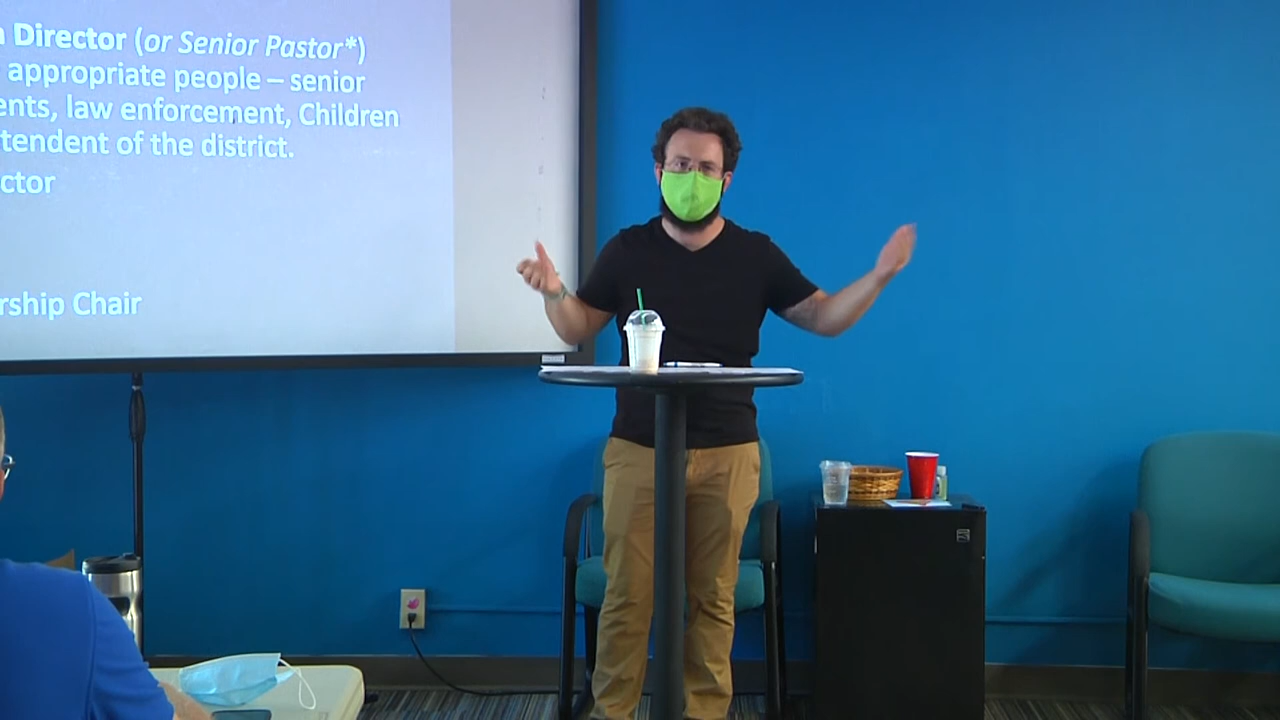 Director (or Senior Pastor*)
appropriate people – senior
ents, law enforcement, Children
tendent of the district.
ctor
rship Chair